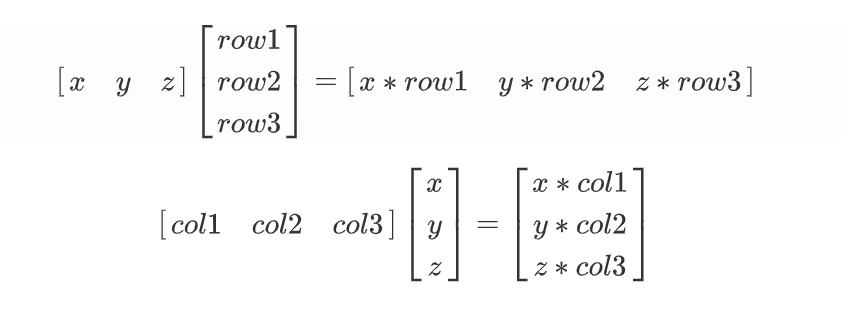 [x y z] [row1 row2 row3] = [x * row1 y * row2 z * row3]
[col1 col2 col3] [x y z] = [x * col1 y * col2 z * col3]